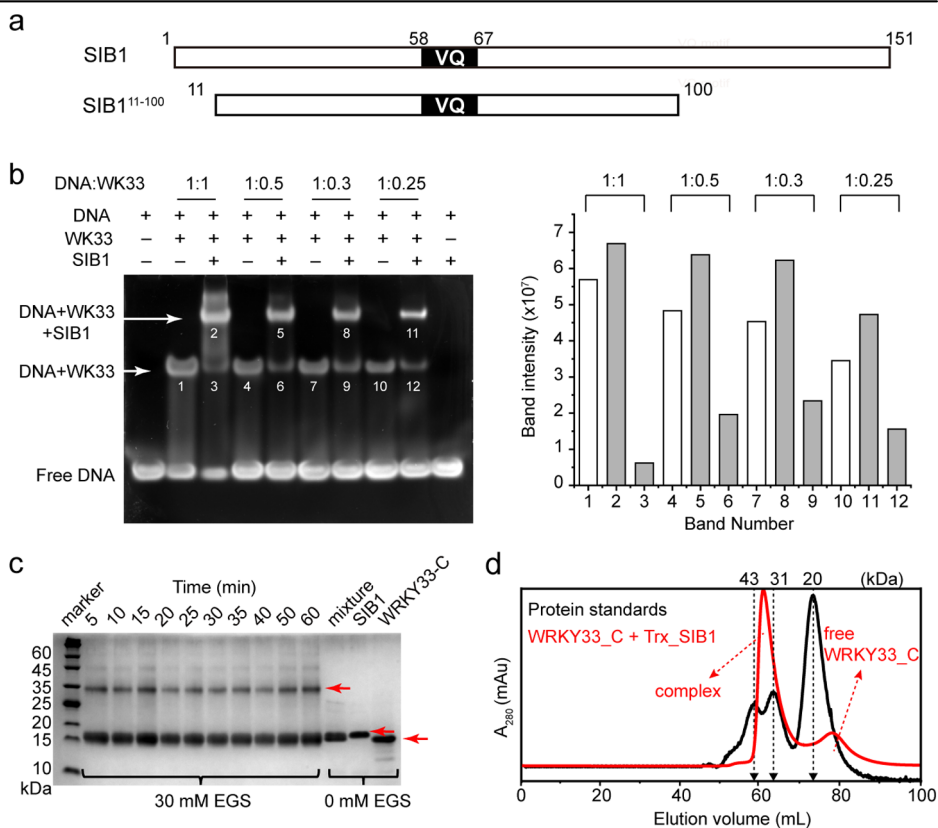 a
1 58 67 151
SIB1 VQ
11 100
SIB1¹¹⁻¹⁰⁰ VQ
b
DNA:WK33 1:1 1:0.5 1:0.3 1:0.25
DNA + + + + + + + + + +
WK33 – + + + + + + + + –
SIB1 – – + – + – + – + +
DNA+WK33
+SIB1
2 5 8 11
DNA+WK33
1 3 4 6 7 9 10 12
Free DNA
1:1 1:0.5 1:0.3 1:0.25
Band intensity (x10⁷)
7
6
5
4
3
2
1
0
1 2 3 4 5 6 7 8 9 10 11 12
Band Number
c
Time (min)
marker 5 10 15 20 25 30 35 40 50 60 mixture SIB1 WRKY33-C
60
45
35
25
20
15
10
kDa
30 mM EGS 0 mM EGS
d
43 31 20 (kDa)
Protein standards
WRKY33_C + Trx_SIB1
free
WRKY33_C
complex
A₂₈₀ (mAu)
0 20 40 60 80 100
Elution volume (mL)